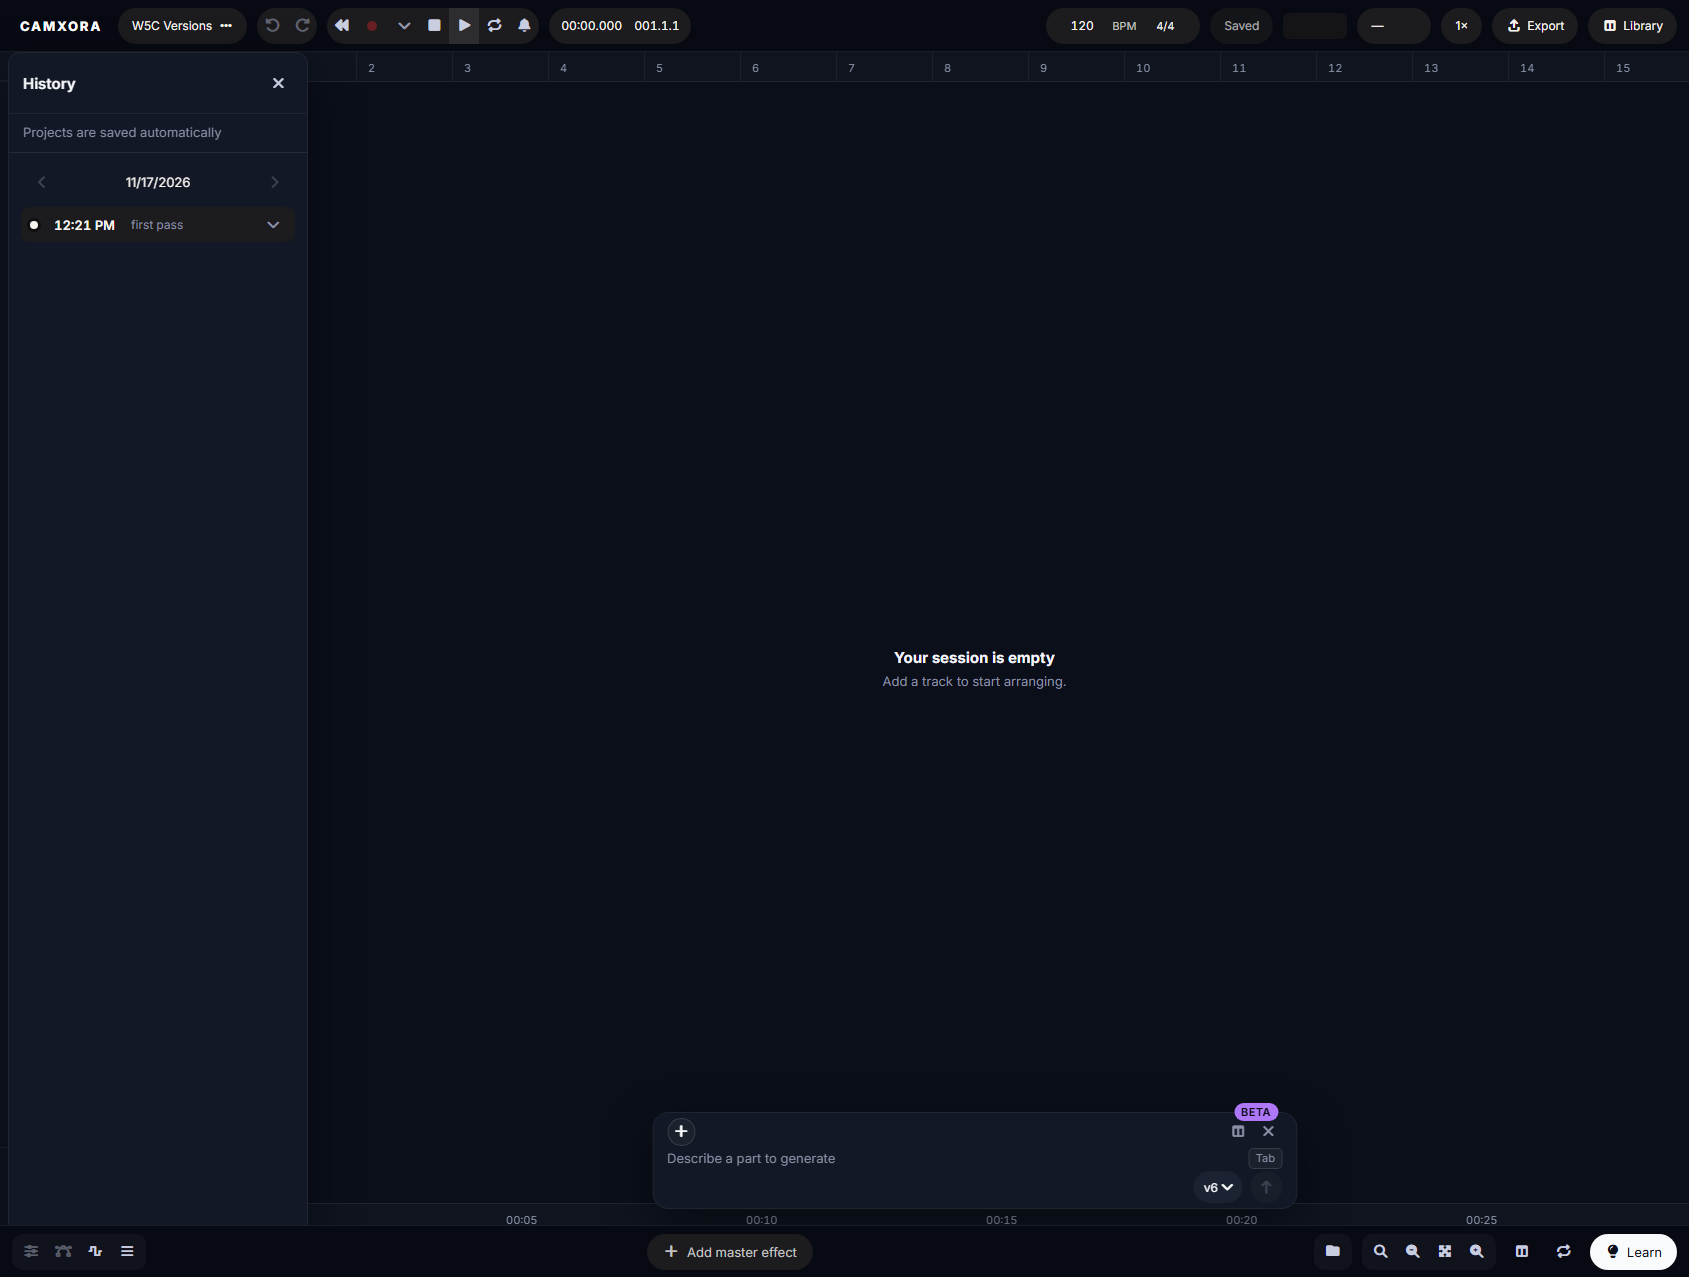 CAMXORA W5C Versions ••• 00:00.000 001.1.1 120 BPM 4/4 Saved — 1× Export Library
History
2 3 4 5 6 7 8 9 10 11 12 13 14 15
Projects are saved automatically
11/17/2026
12:21 PM first pass
Your session is empty
Add a track to start arranging.
BETA
Describe a part to generate Tab
v6
00:05 00:10 00:15 00:20 00:25
Add master effect Learn